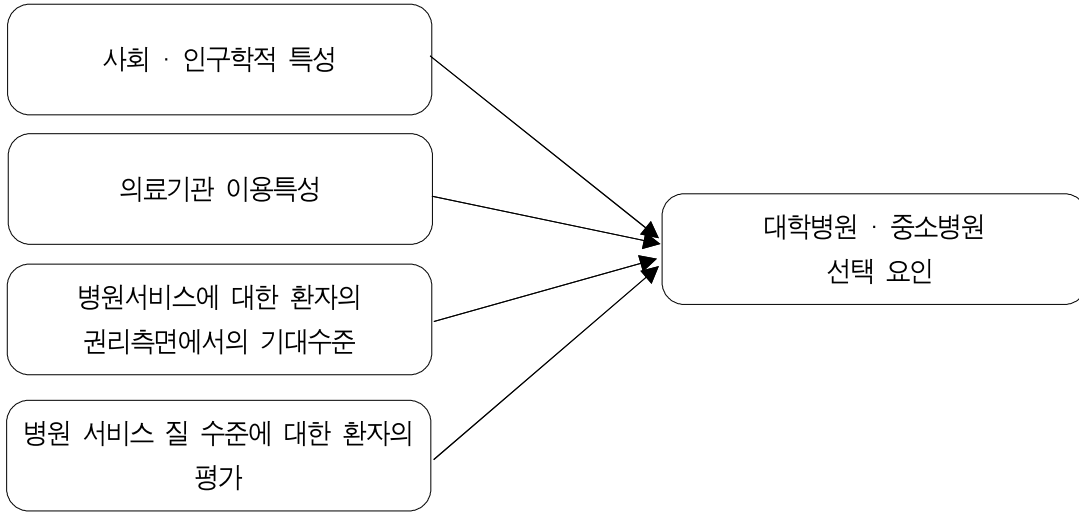 사회 · 인구학적 특성
의료기관 이용특성
병원서비스에 대한 환자의
권리측면에서의 기대수준
병원 서비스 질 수준에 대한 환자의
평가
대학병원 · 중소병원
선택 요인